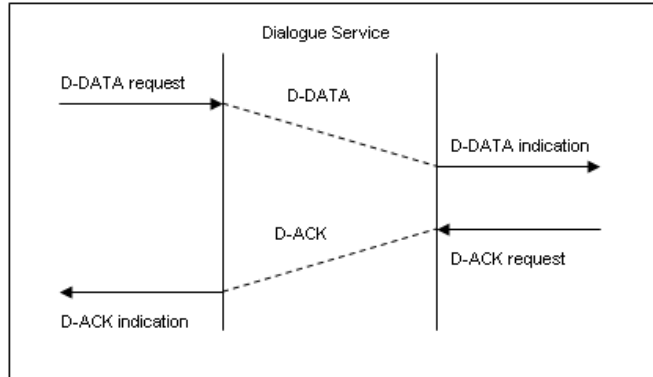 Dialogue Service
D-DATA request
D-DATA
D-DATA indication
D-ACK
D-ACK request
D-ACK indication